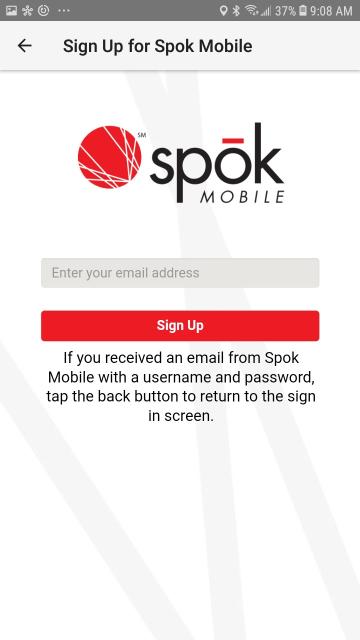 37% 9:08 AM
Sign Up for Spok Mobile
SM
spōk
MOBILE
Enter your email address
Sign Up
If you received an email from Spok
Mobile with a username and password,
tap the back button to return to the sign
in screen.